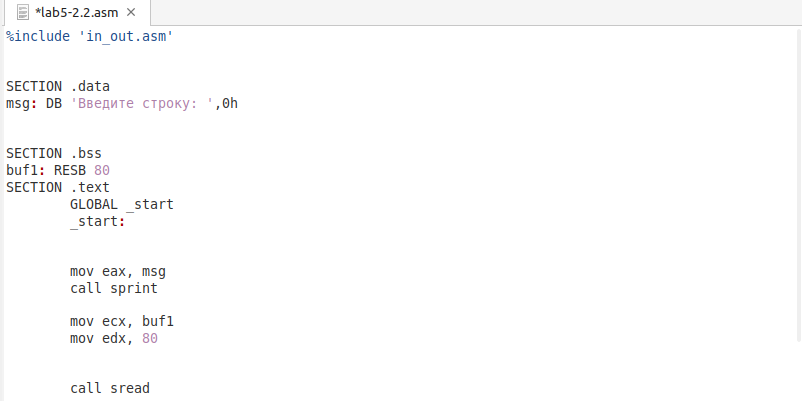 *lab5-2.2.asm ×
%include 'in_out.asm'
SECTION .data
msg: DB 'Введите строку: ',0h
SECTION .bss
buf1: RESB 80
SECTION .text
GLOBAL _start
_start:
mov eax, msg
call sprint
mov ecx, buf1
mov edx, 80
call sread